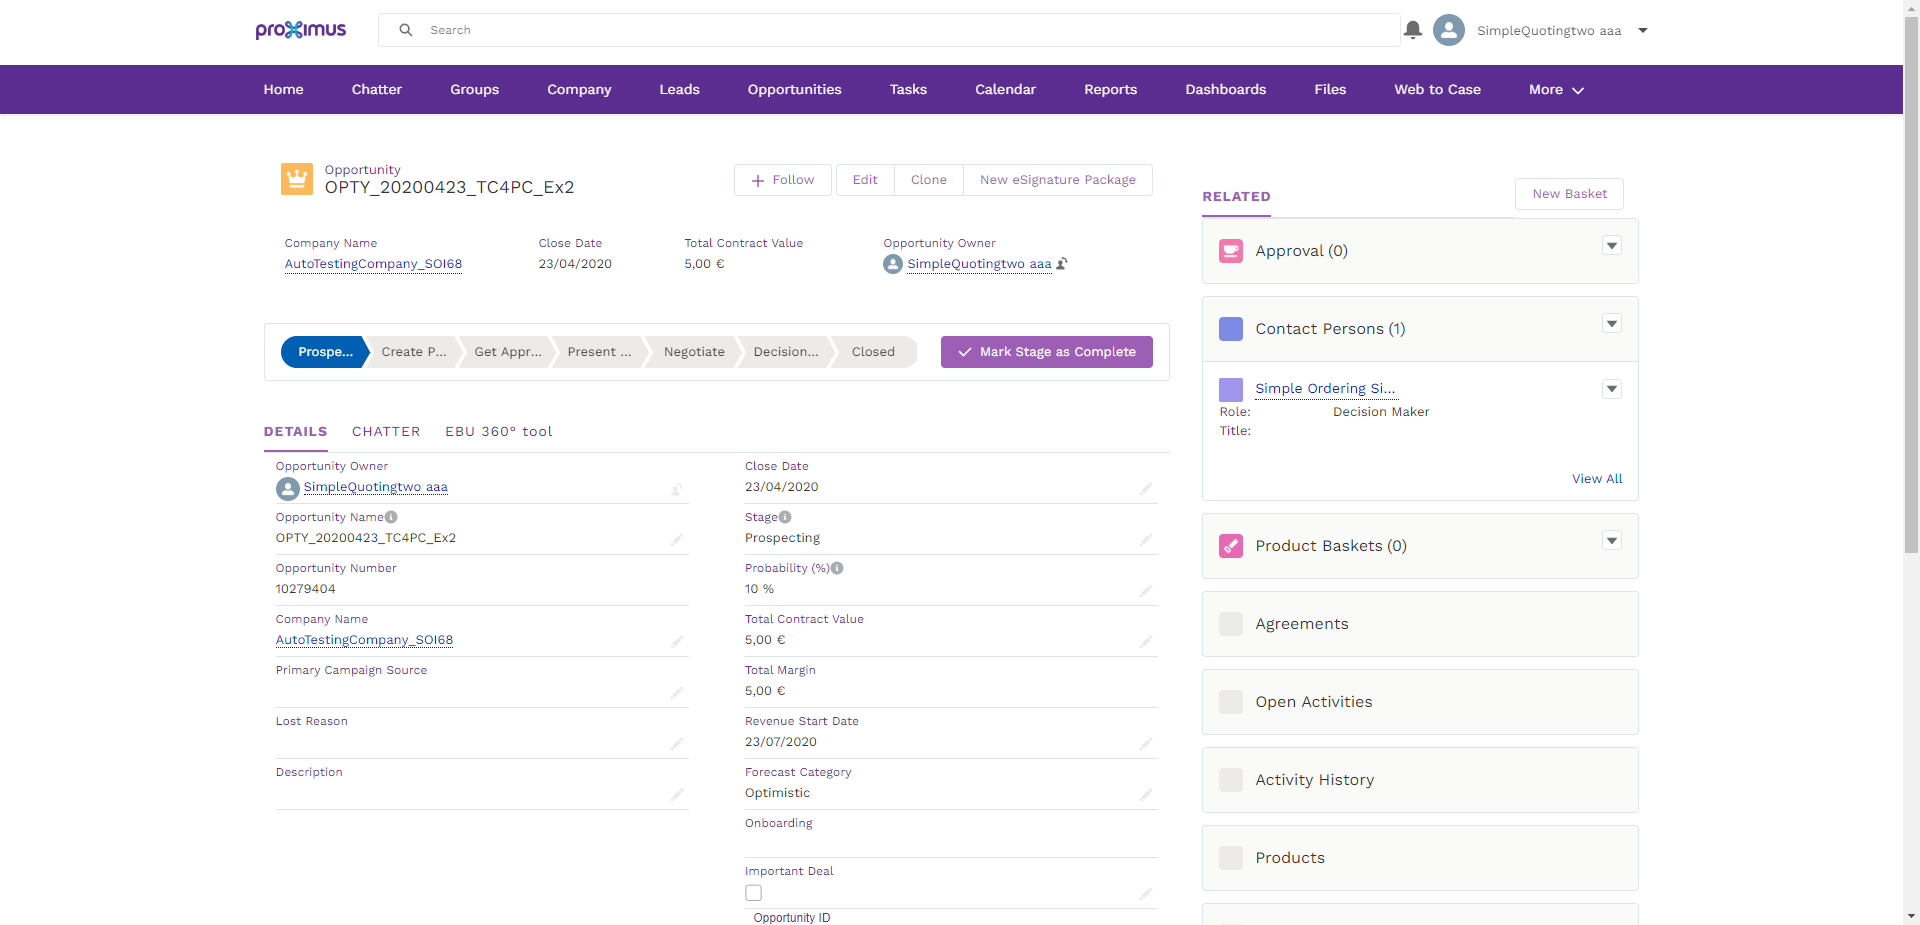 proximus
Search
SimpleQuotingtwo aaa
Home Chatter Groups Company Leads Opportunities Tasks Calendar Reports Dashboards Files Web to Case More
Opportunity
OPTY_20200423_TC4PC_Ex2
Follow Edit Clone New eSignature Package
Company Name Close Date Total Contract Value Opportunity Owner
AutoTestingCompany_SOI68 23/04/2020 5,00 € SimpleQuotingtwo aaa
Prospe... Create P... Get Appr... Present ... Negotiate Decision... Closed Mark Stage as Complete
DETAILS CHATTER EBU 360° tool
Opportunity Owner
SimpleQuotingtwo aaa
Opportunity Name
OPTY_20200423_TC4PC_Ex2
Opportunity Number
10279404
Company Name
AutoTestingCompany_SOI68
Primary Campaign Source
Lost Reason
Description
Close Date
23/04/2020
Stage
Prospecting
Probability (%)
10 %
Total Contract Value
5,00 €
Total Margin
5,00 €
Revenue Start Date
23/07/2020
Forecast Category
Optimistic
Onboarding
Important Deal
Opportunity ID
RELATED New Basket
Approval (0)
Contact Persons (1)
Simple Ordering Si...
Role: Decision Maker
Title:
View All
Product Baskets (0)
Agreements
Open Activities
Activity History
Products